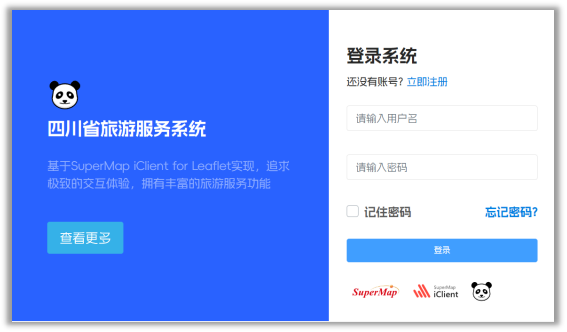 四川省旅游服务系统
基于SuperMap iClient for Leaflet实现，追求
极致的交互体验，拥有丰富的旅游服务功能
查看更多
登录系统
还没有账号? 立即注册
请输入用户名
请输入密码
记住密码
忘记密码?
登录
SuperMap
SuperMap
iClient